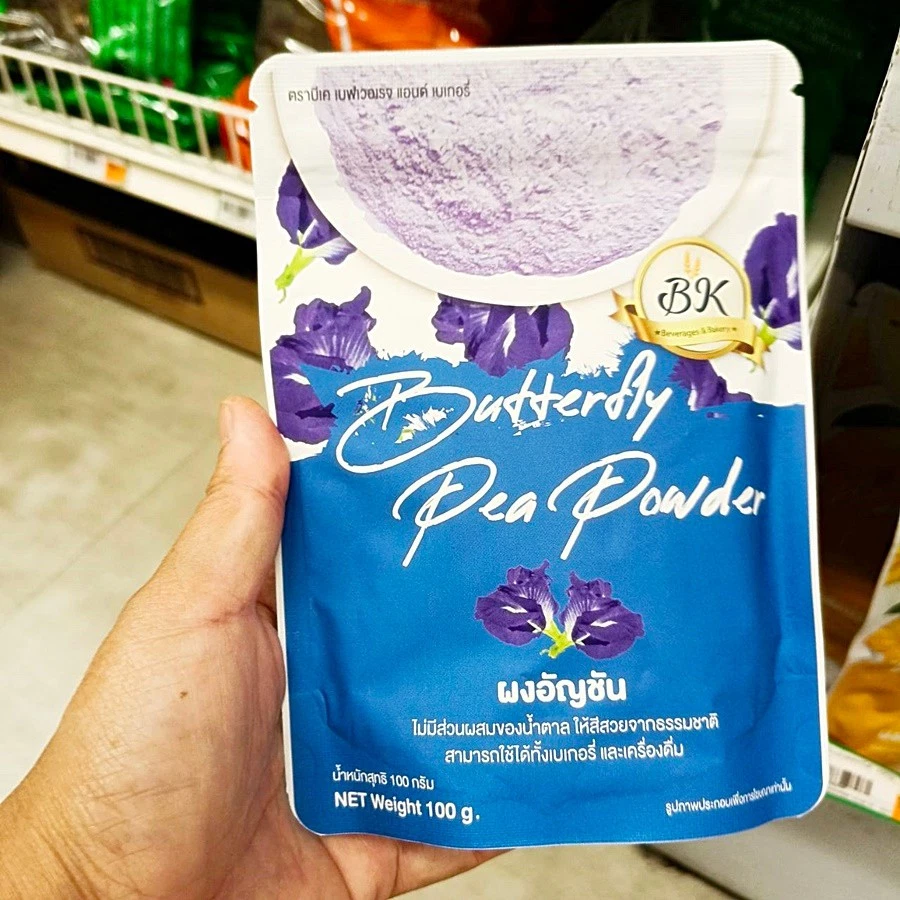 ตราบีเค เบฟเวอเรจ แอนด์ เบเกอรี่
BK
Beverages & Bakery
Butterfly
Pea Powder
ผงอัญชัน
ไม่มีส่วนผสมของน้ำตาล ให้สีสวยจากธรรมชาติ
สามารถใช้ได้ทั้งเบเกอรี่ และเครื่องดื่ม
น้ำหนักสุทธิ 100 กรัม
NET Weight 100 g.
รูปภาพประกอบเพื่อการโฆษณาเท่านั้น